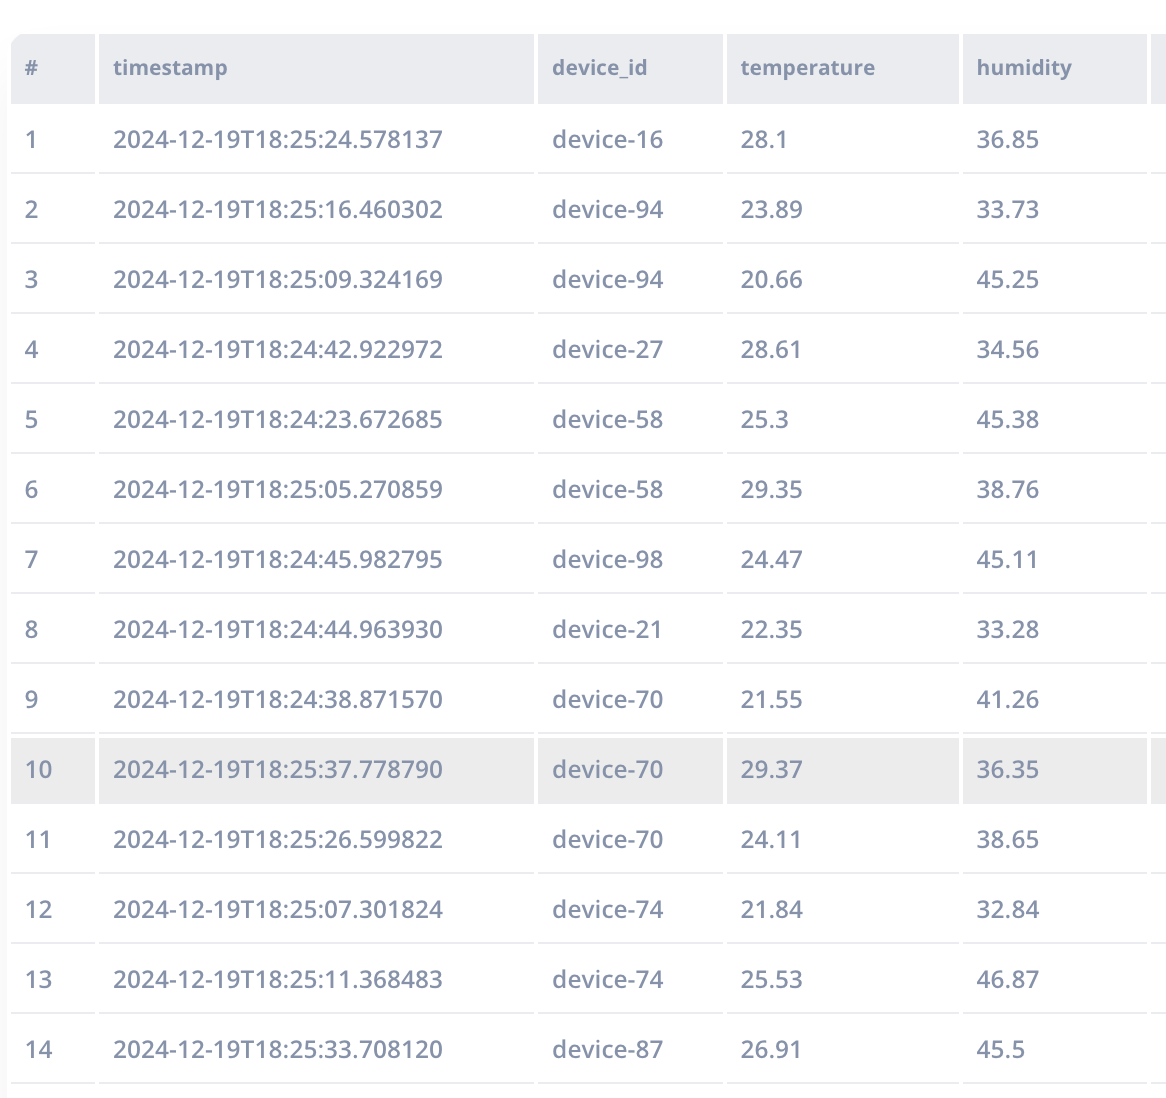 # timestamp device_id temperature humidity
1 2024-12-19T18:25:24.578137 device-16 28.1 36.85
2 2024-12-19T18:25:16.460302 device-94 23.89 33.73
3 2024-12-19T18:25:09.324169 device-94 20.66 45.25
4 2024-12-19T18:24:42.922972 device-27 28.61 34.56
5 2024-12-19T18:24:23.672685 device-58 25.3 45.38
6 2024-12-19T18:25:05.270859 device-58 29.35 38.76
7 2024-12-19T18:24:45.982795 device-98 24.47 45.11
8 2024-12-19T18:24:44.963930 device-21 22.35 33.28
9 2024-12-19T18:24:38.871570 device-70 21.55 41.26
10 2024-12-19T18:25:37.778790 device-70 29.37 36.35
11 2024-12-19T18:25:26.599822 device-70 24.11 38.65
12 2024-12-19T18:25:07.301824 device-74 21.84 32.84
13 2024-12-19T18:25:11.368483 device-74 25.53 46.87
14 2024-12-19T18:25:33.708120 device-87 26.91 45.5